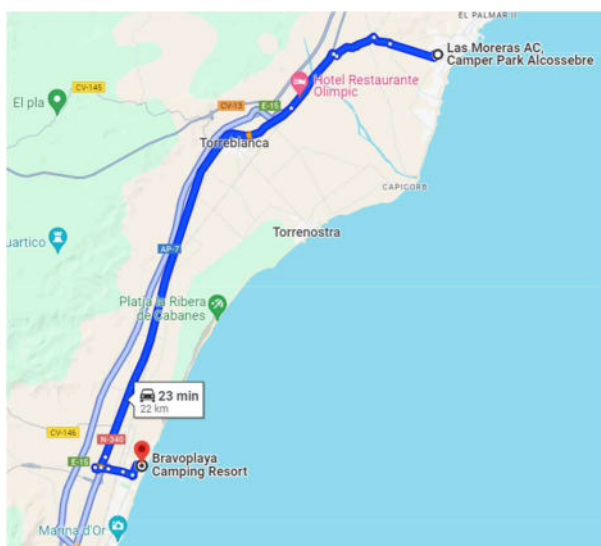 EL PALMAR II
Las Moreras AC,
Camper Park Alcossebre
CV-145
Hotel Restaurante
Olimpic
El pla
CV-13
E-15
Torreblanca
CAPICORB
Torrenostra
uartico
AP-7
Platja la Ribera
de Cabanes
23 min
22 km
CV-146
N-340
E-15
Bravoplaya
Camping Resort
Marina d'Or